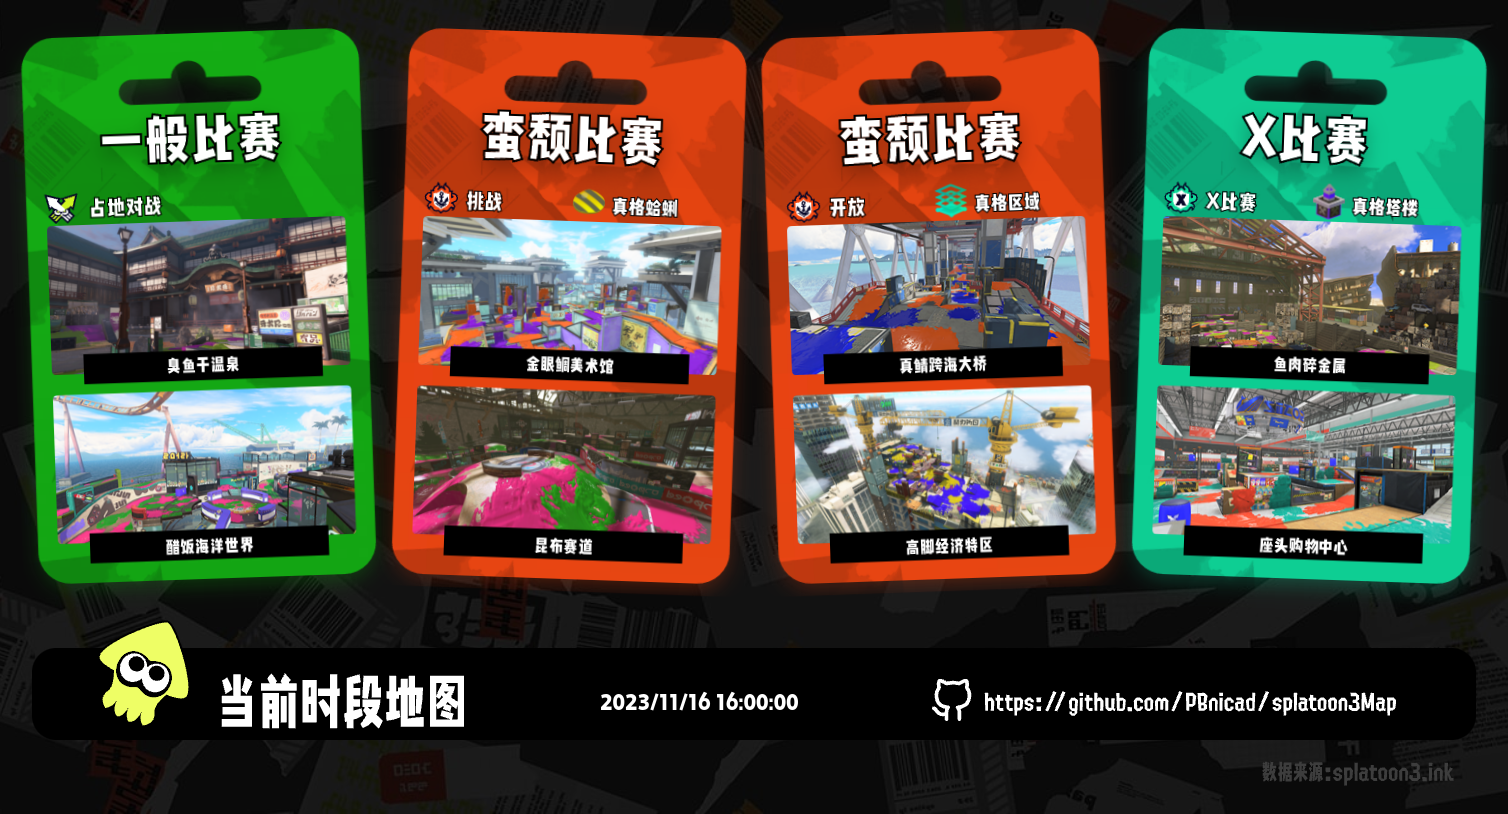 一般比赛
占地对战
臭鱼干温泉
醋饭海洋世界
蛮颓比赛
挑战
真格蛤蜊
金眼鲷美术馆
昆布赛道
蛮颓比赛
开放
真格区域
真鲭跨海大桥
高脚经济特区
X比赛
X比赛
真格塔楼
鱼肉碎金属
座头购物中心
当前时段地图
2023/11/16 16:00:00
https://github.com/PBnicad/splatoon3Map
数据来源:splatoon3.ink